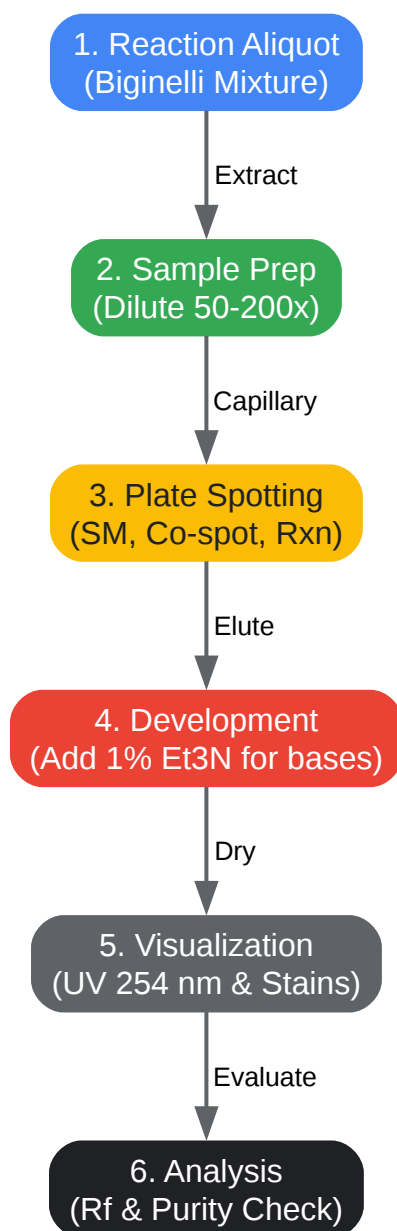 1. Reaction Aliquot
(Biginelli Mixture)
Extract
2. Sample Prep
(Dilute 50-200x)
Capillary
3. Plate Spotting
(SM, Co-spot, Rxn)
Elute
4. Development
(Add 1% Et3N for bases)
Dry
5. Visualization
(UV 254 nm & Stains)
Evaluate
6. Analysis
(Rf & Purity Check)